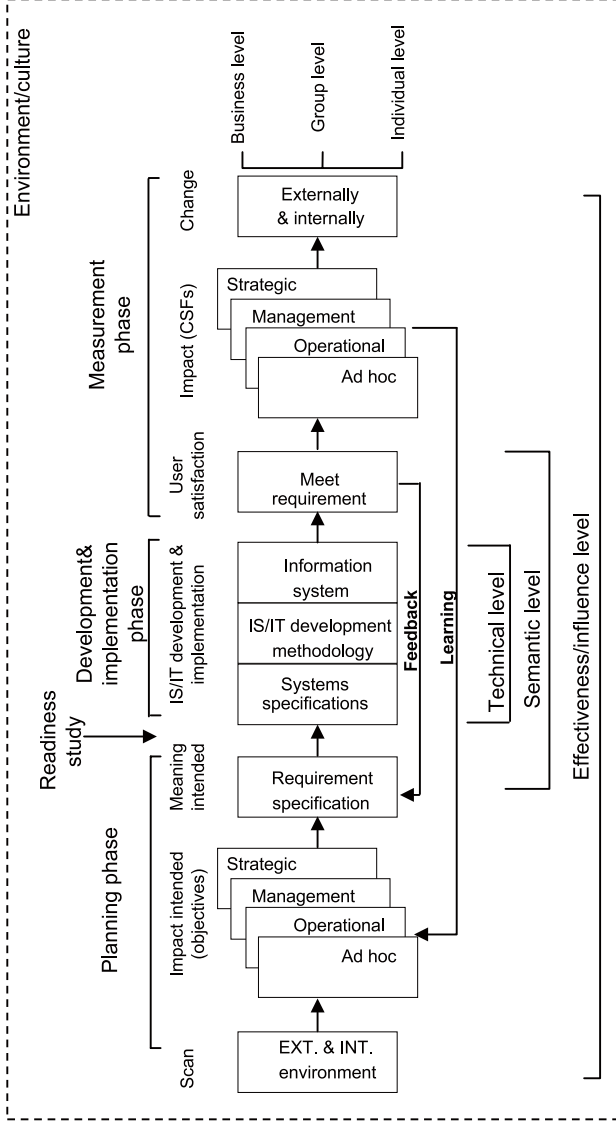 Environment/culture
Planning phase
Readiness
study
Development&
implementation
phase
Measurement
phase
Scan
Impact intended
(objectives)
Meaning
intended
IS/IT development &
implementation
User
satisfaction
Impact (CSFs)
Change
EXT. & INT.
environment
Strategic
Management
Operational
Ad hoc
Requirement
specification
Systems
specifications
IS/IT development
methodology
Information
system
Meet
requirement
Strategic
Management
Operational
Ad hoc
Externally
& internally
Business level
Group level
Individual level
Feedback
Learning
Technical level
Semantic level
Effectiveness/influence level